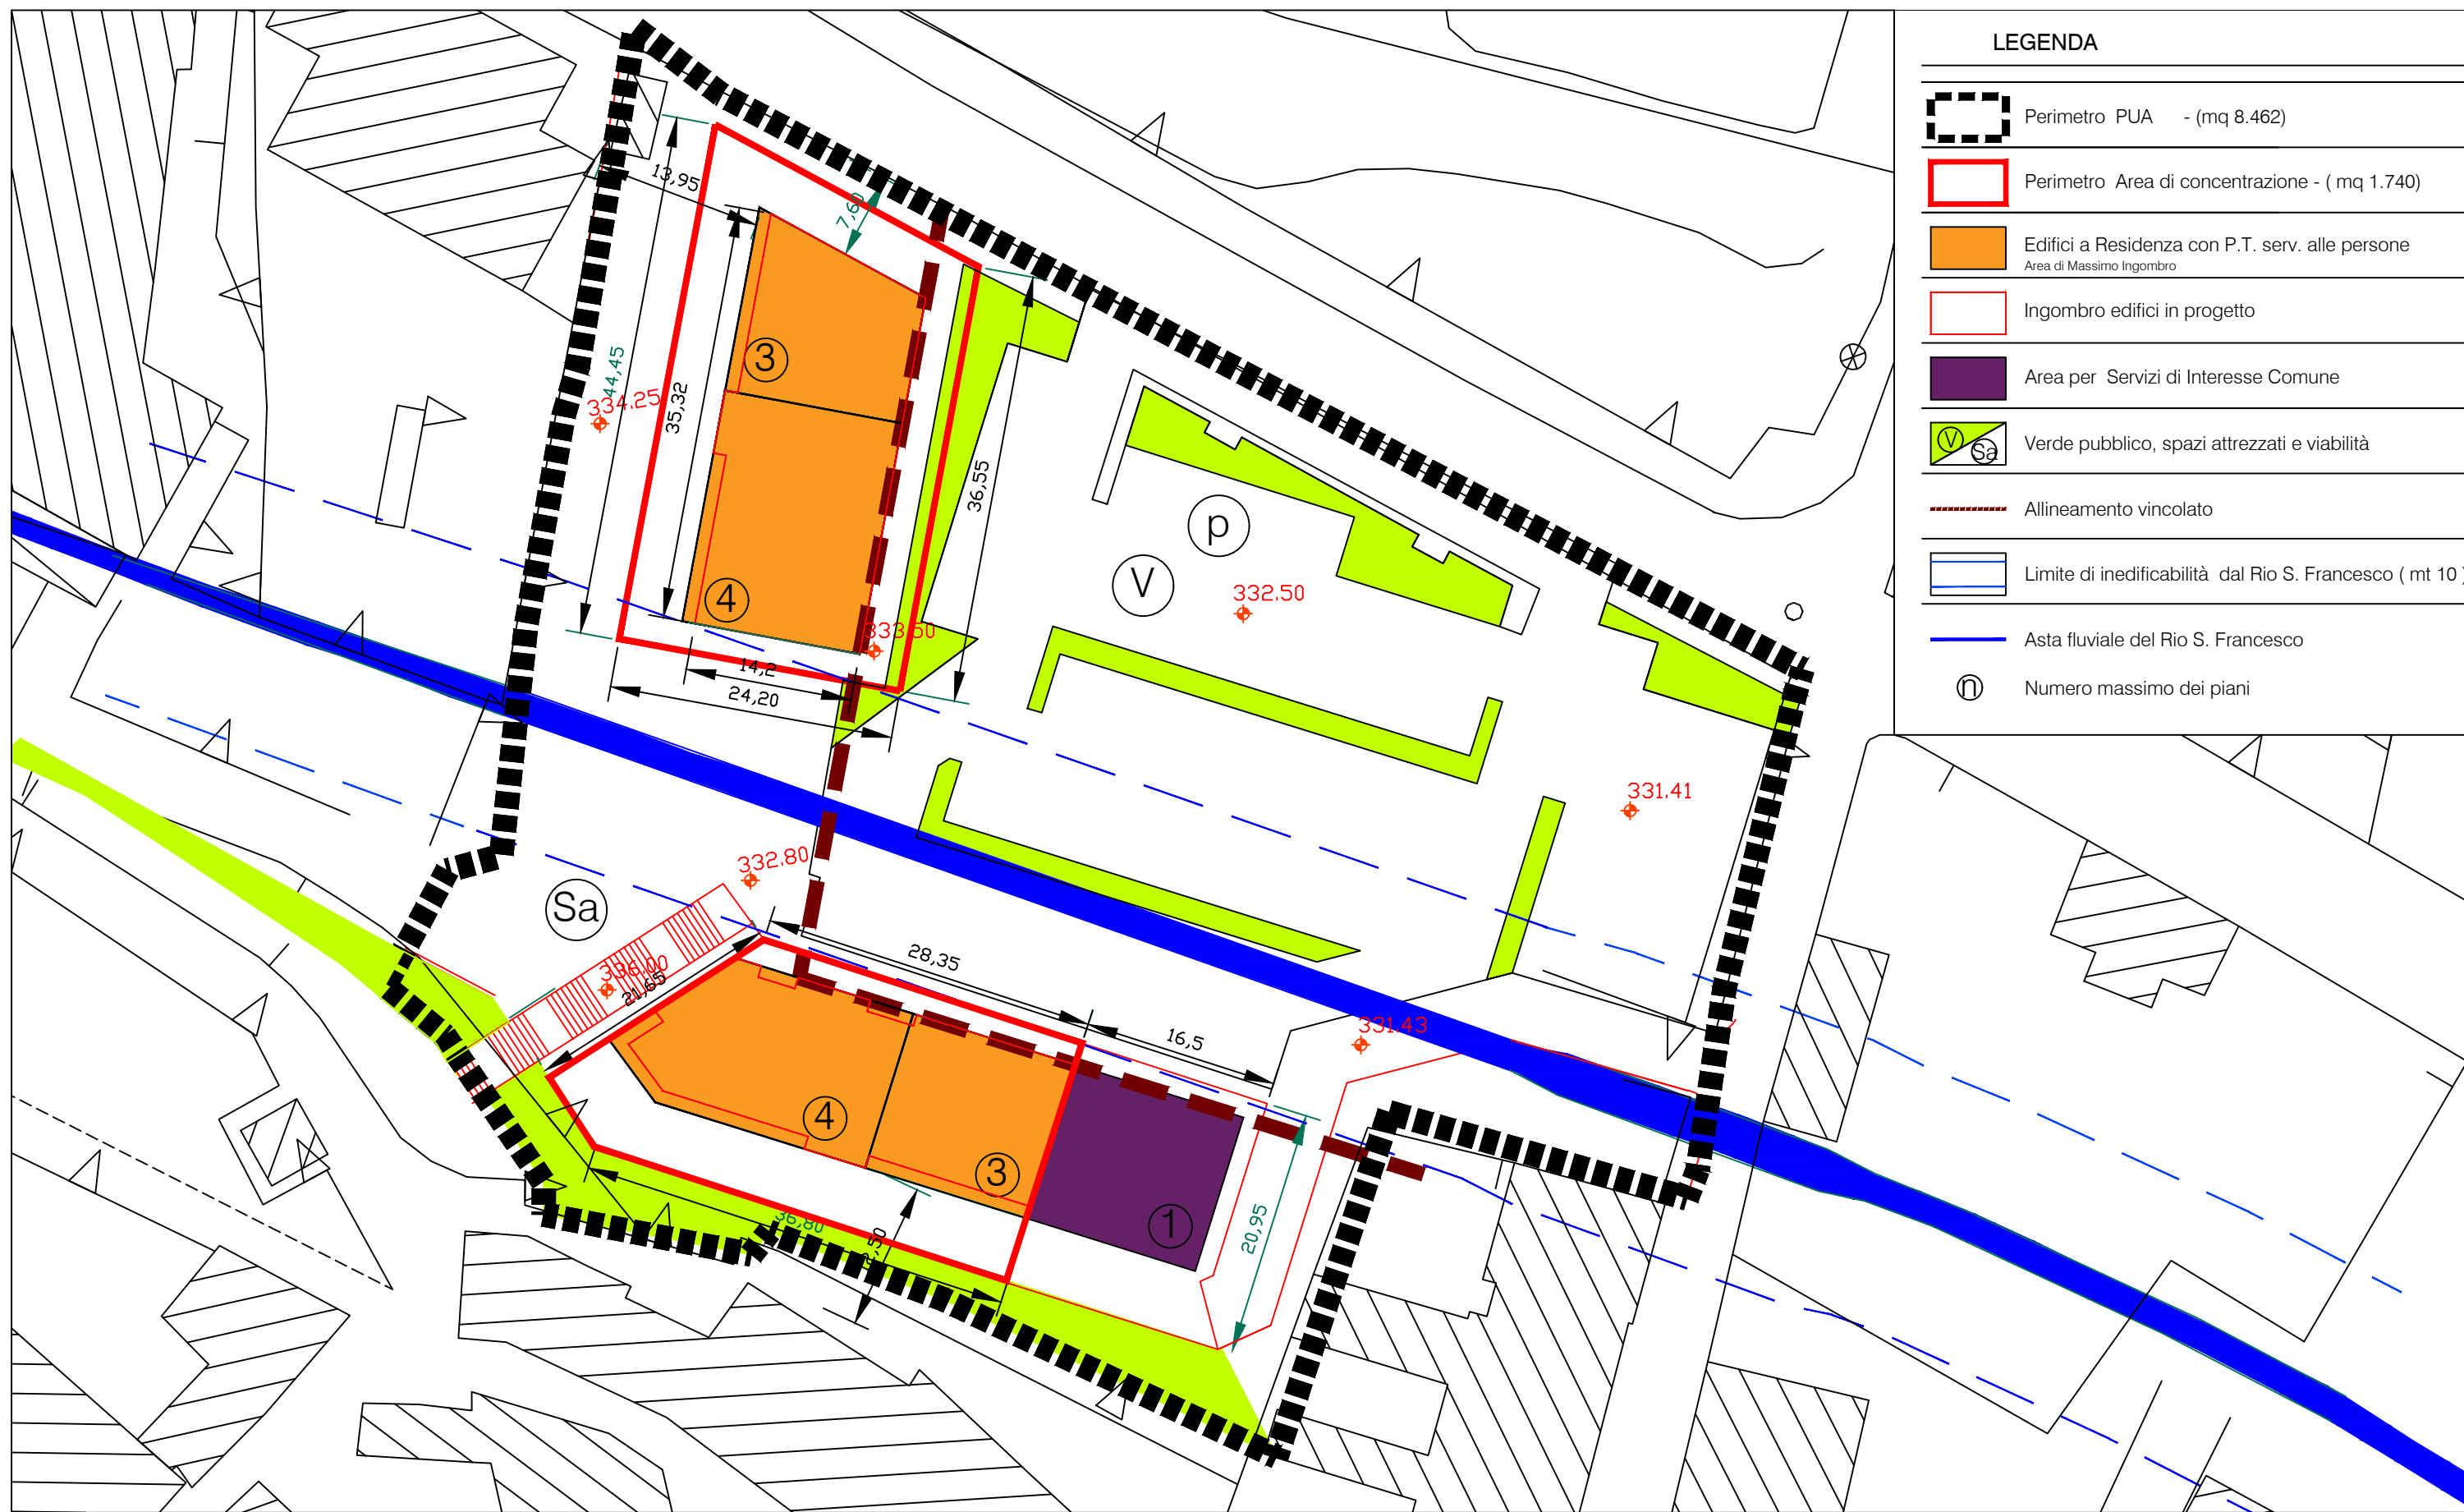 LEGENDA
Perimetro PUA - (mq 8.462)
Perimetro Area di concentrazione - ( mq 1.740)
Edifici a Residenza con P.T. serv. alle persone
Area di Massimo Ingombro
Ingombro edifici in progetto
Area per Servizi di Interesse Comune
V
Sa
Verde pubblico, spazi attrezzati e viabilità
Allineamento vincolato
Limite di inedificabilità dal Rio S. Francesco ( mt 10 )
Asta fluviale del Rio S. Francesco
n
Numero massimo dei piani
13,95
7,60
3
44,45
334.25
35,32
36,55
p
V
332.50
4
333.50
14,2
24,20
331.41
332.80
Sa
28,35
336.00
21,65
16,5
331.43
4
3
1
20,95
36,80